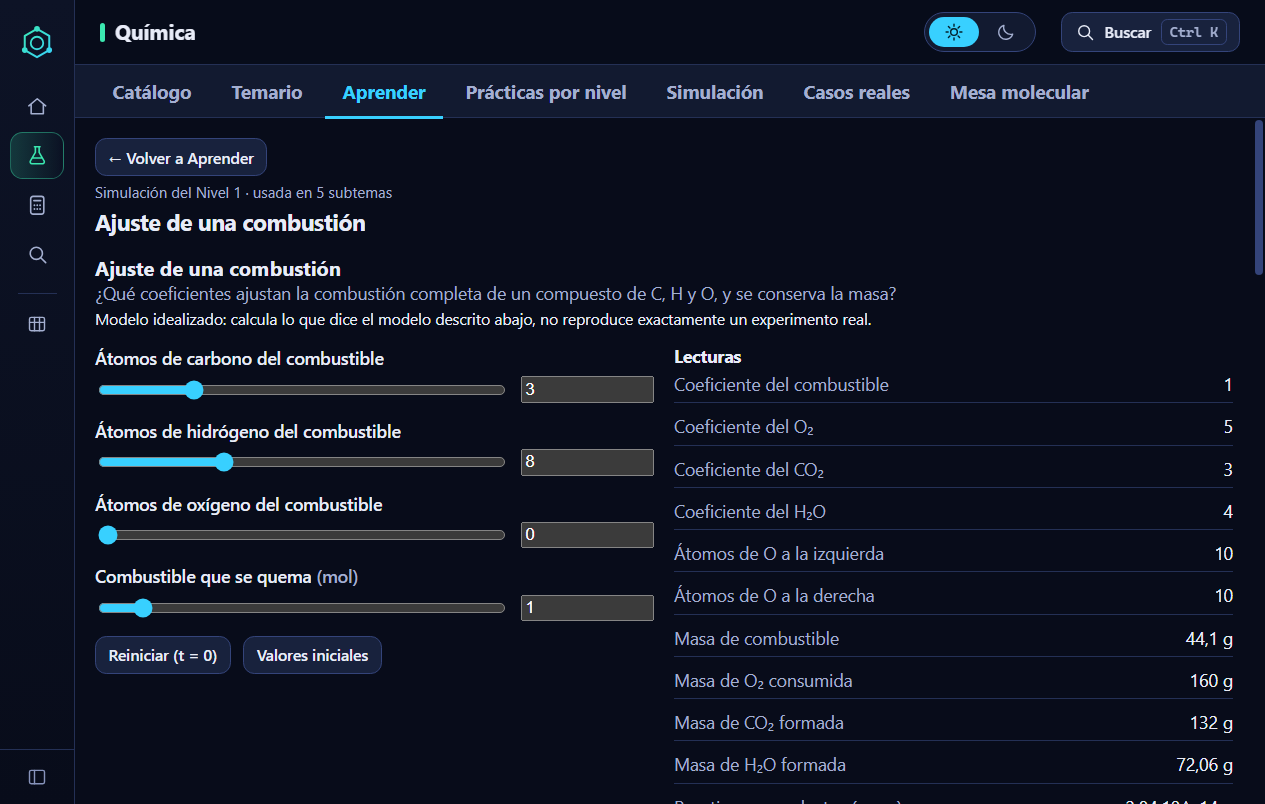 Química
Buscar Ctrl K
Catálogo Temario Aprender Prácticas por nivel Simulación Casos reales Mesa molecular
← Volver a Aprender
Simulación del Nivel 1 · usada en 5 subtemas
Ajuste de una combustión
Ajuste de una combustión
¿Qué coeficientes ajustan la combustión completa de un compuesto de C, H y O, y se conserva la masa?
Modelo idealizado: calcula lo que dice el modelo descrito abajo, no reproduce exactamente un experimento real.
Átomos de carbono del combustible
3
Átomos de hidrógeno del combustible
8
Átomos de oxígeno del combustible
0
Combustible que se quema (mol)
1
Reiniciar (t = 0) Valores iniciales
Lecturas
Coeficiente del combustible 1
Coeficiente del O₂ 5
Coeficiente del CO₂ 3
Coeficiente del H₂O 4
Átomos de O a la izquierda 10
Átomos de O a la derecha 10
Masa de combustible 44,1 g
Masa de O₂ consumida 160 g
Masa de CO₂ formada 132 g
Masa de H₂O formada 72,06 g